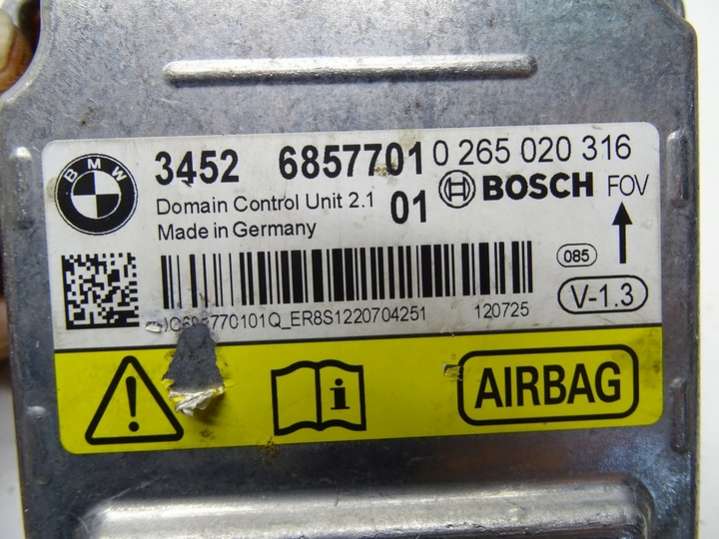 BMW
3452 6857701 0 265 020 316
Domain Control Unit 2.1 01 BOSCH FOV
Made in Germany
085
V-1.3
770101Q_ER8S1220704251 120725
AIRBAG